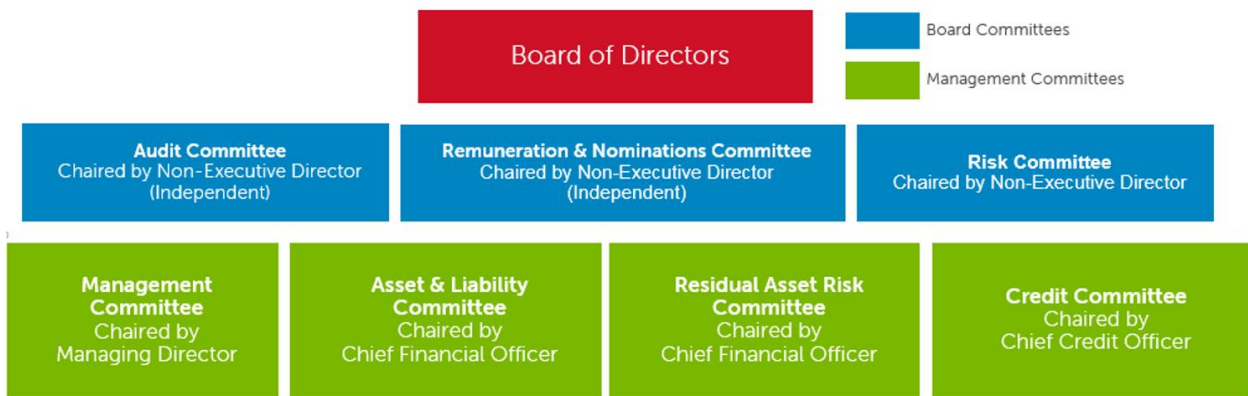 Board of Directors
Board Committees
Management Committees
Audit Committee
Chaired by Non-Executive Director
(Independent)
Remuneration & Nominations Committee
Chaired by Non-Executive Director
(Independent)
Risk Committee
Chaired by Non-Executive Director
Management
Committee
Chaired by
Managing Director
Asset & Liability
Committee
Chaired by
Chief Financial Officer
Residual Asset Risk
Committee
Chaired by
Chief Financial Officer
Credit Committee
Chaired by
Chief Credit Officer